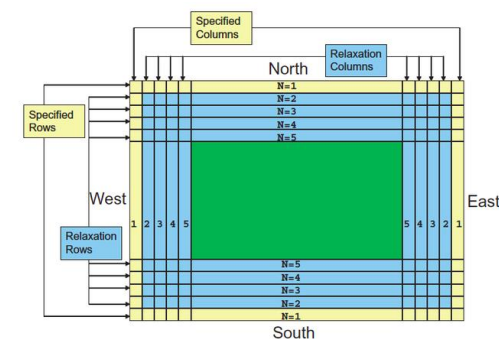 Specified
Columns
Relaxation
Columns
North
N=1
N=2
N=3
N=4
N=5
Specified
Rows
West
1 2 3 4 5
5 4 3 2 1
East
Relaxation
Rows
N=5
N=4
N=3
N=2
N=1
South